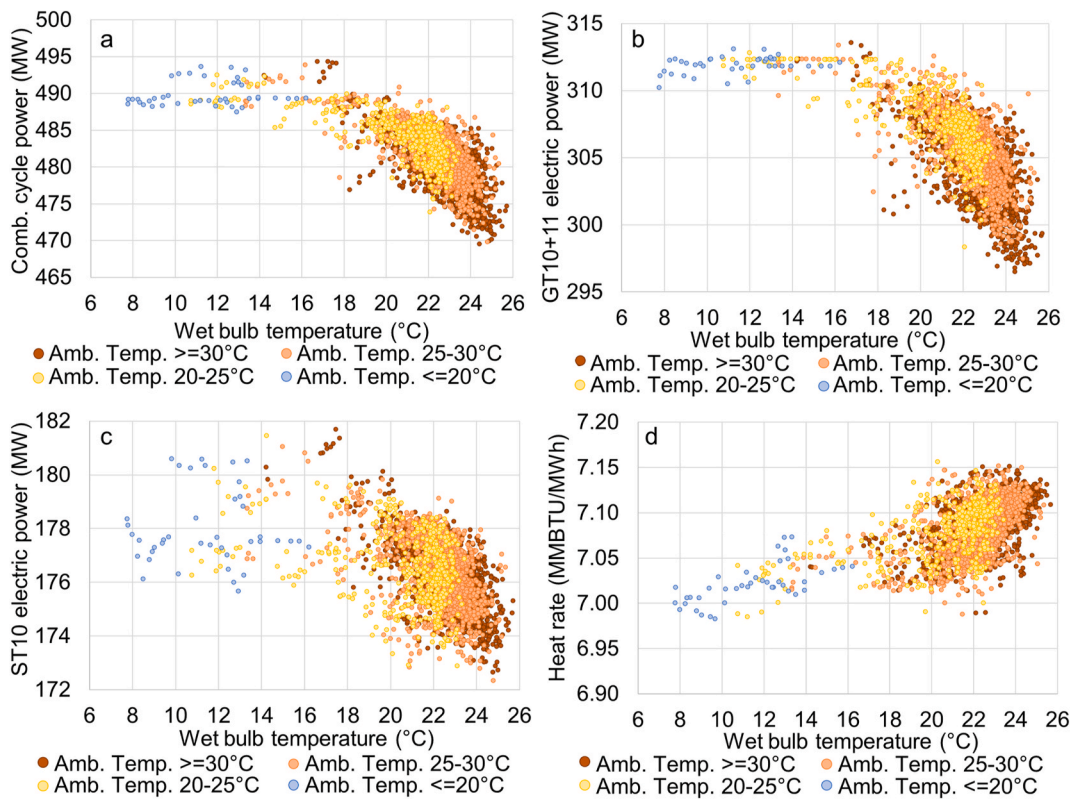 a
Comb. cycle power (MW)
500
495
490
485
480
475
470
465
6 8 10 12 14 16 18 20 22 24 26
Wet bulb temperature (°C)
Amb. Temp. >=30°C Amb. Temp. 25-30°C
Amb. Temp. 20-25°C Amb. Temp. <=20°C
b
GT10+11 electric power (MW)
315
310
305
300
295
6 8 10 12 14 16 18 20 22 24 26
Wet bulb temperature (°C)
Amb. Temp. >=30°C Amb. Temp. 25-30°C
Amb. Temp. 20-25°C Amb. Temp. <=20°C
c
ST10 electric power (MW)
182
180
178
176
174
172
6 8 10 12 14 16 18 20 22 24 26
Wet bulb temperature (°C)
Amb. Temp. >=30°C Amb. Temp. 25-30°C
Amb. Temp. 20-25°C Amb. Temp. <=20°C
d
Heat rate (MMBTU/MWh)
7.20
7.15
7.10
7.05
7.00
6.95
6.90
6 8 10 12 14 16 18 20 22 24 26
Wet bulb temperature (°C)
Amb. Temp. >=30°C Amb. Temp. 25-30°C
Amb. Temp. 20-25°C Amb. Temp. <=20°C